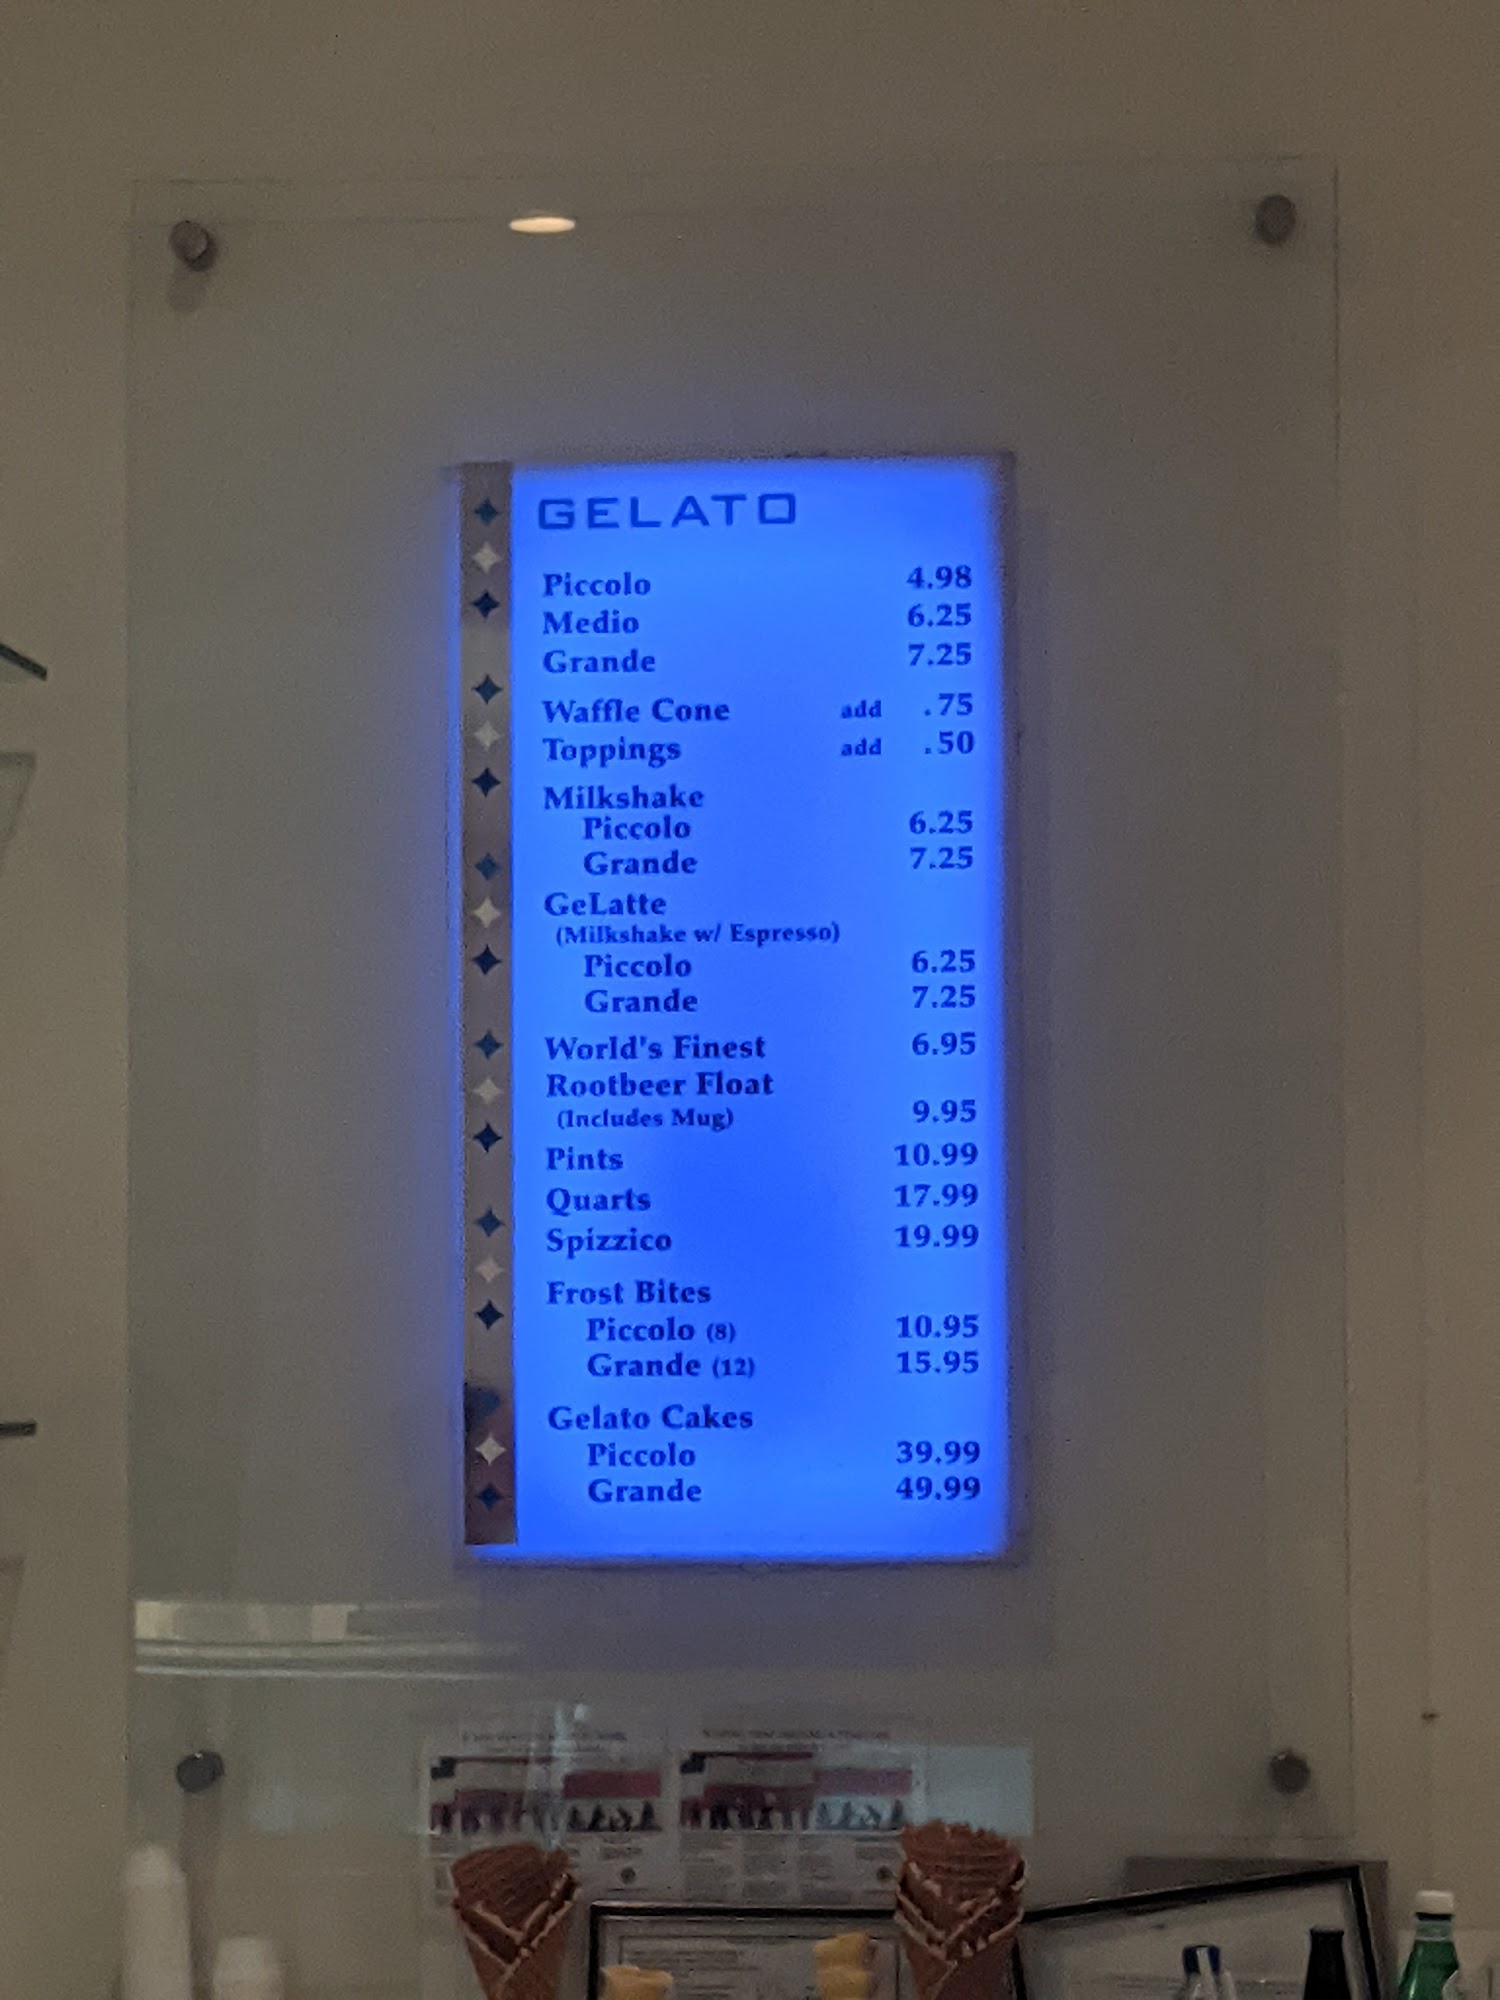 GELATO
Piccolo 4.98
Medio 6.25
Grande 7.25
Waffle Cone add .75
Toppings add .50
Milkshake
Piccolo 6.25
Grande 7.25
GeLatte
(Milkshake w/ Espresso)
Piccolo 6.25
Grande 7.25
World's Finest 6.95
Rootbeer Float
(Includes Mug) 9.95
Pints 10.99
Quarts 17.99
Spizzico 19.99
Frost Bites
Piccolo (8) 10.95
Grande (12) 15.95
Gelato Cakes
Piccolo 39.99
Grande 49.99